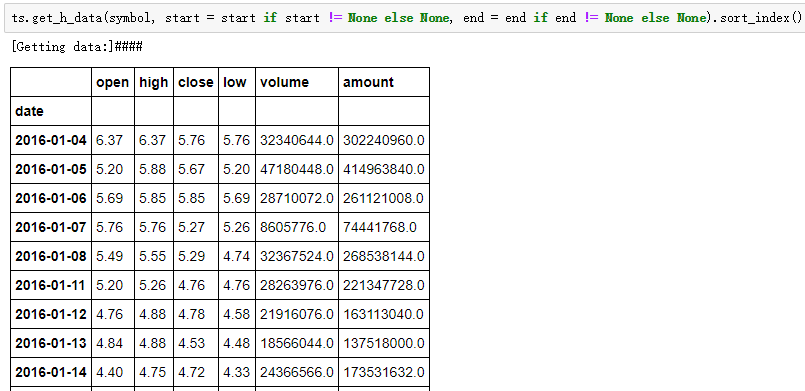 ts.get_h_data(symbol, start = start if start != None else None, end = end if end != None else None).sort_index()
[Getting data:]####
open high close low volume amount
date
2016-01-04 6.37 6.37 5.76 5.76 32340644.0 302240960.0
2016-01-05 5.20 5.88 5.67 5.20 47180448.0 414963840.0
2016-01-06 5.69 5.85 5.85 5.69 28710072.0 261121008.0
2016-01-07 5.76 5.76 5.27 5.26 8605776.0 74441768.0
2016-01-08 5.49 5.55 5.29 4.74 32367524.0 268538144.0
2016-01-11 5.20 5.26 4.76 4.76 28263976.0 221347728.0
2016-01-12 4.76 4.88 4.78 4.58 21916076.0 163113040.0
2016-01-13 4.84 4.88 4.53 4.48 18566044.0 137518000.0
2016-01-14 4.40 4.75 4.72 4.33 24366566.0 173531632.0